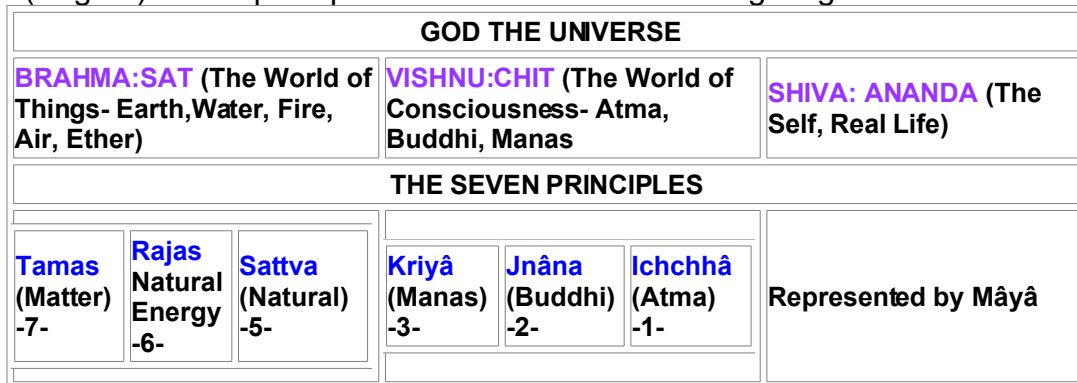 GOD THE UNIVERSE
BRAHMA:SAT (The World of
Things- Earth,Water, Fire,
Air, Ether)
VISHNU:CHIT (The World of
Consciousness- Atma,
Buddhi, Manas
SHIVA: ANANDA (The
Self, Real Life)
THE SEVEN PRINCIPLES
Tamas
(Matter)
-7-
Rajas
Natural
Energy
-6-
Sattva
(Natural)
-5-
Kriyâ
(Manas)
-3-
Jnâna
(Buddhi)
-2-
Ichchhâ
(Atma)
-1-
Represented by Mâyâ